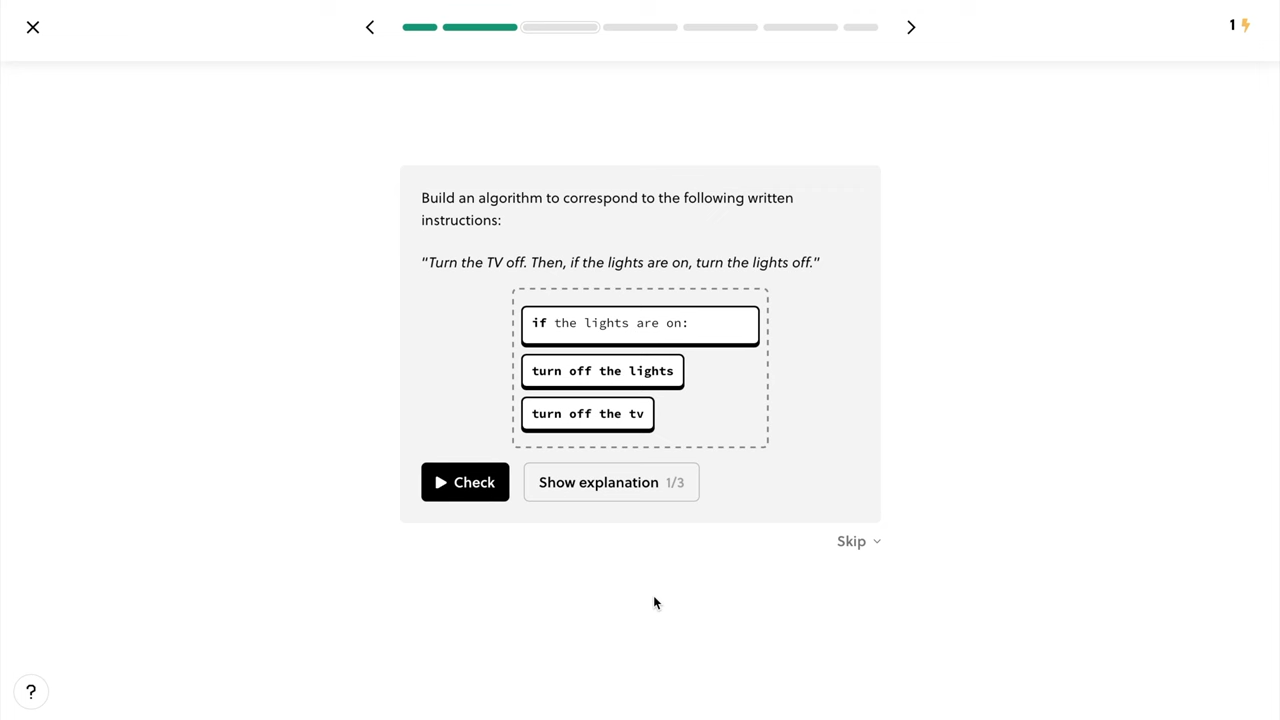 1
Build an algorithm to correspond to the following written
instructions:
"Turn the TV off. Then, if the lights are on, turn the lights off."
if the lights are on:
turn off the lights
turn off the tv
Check
Show explanation 1/3
Skip
?